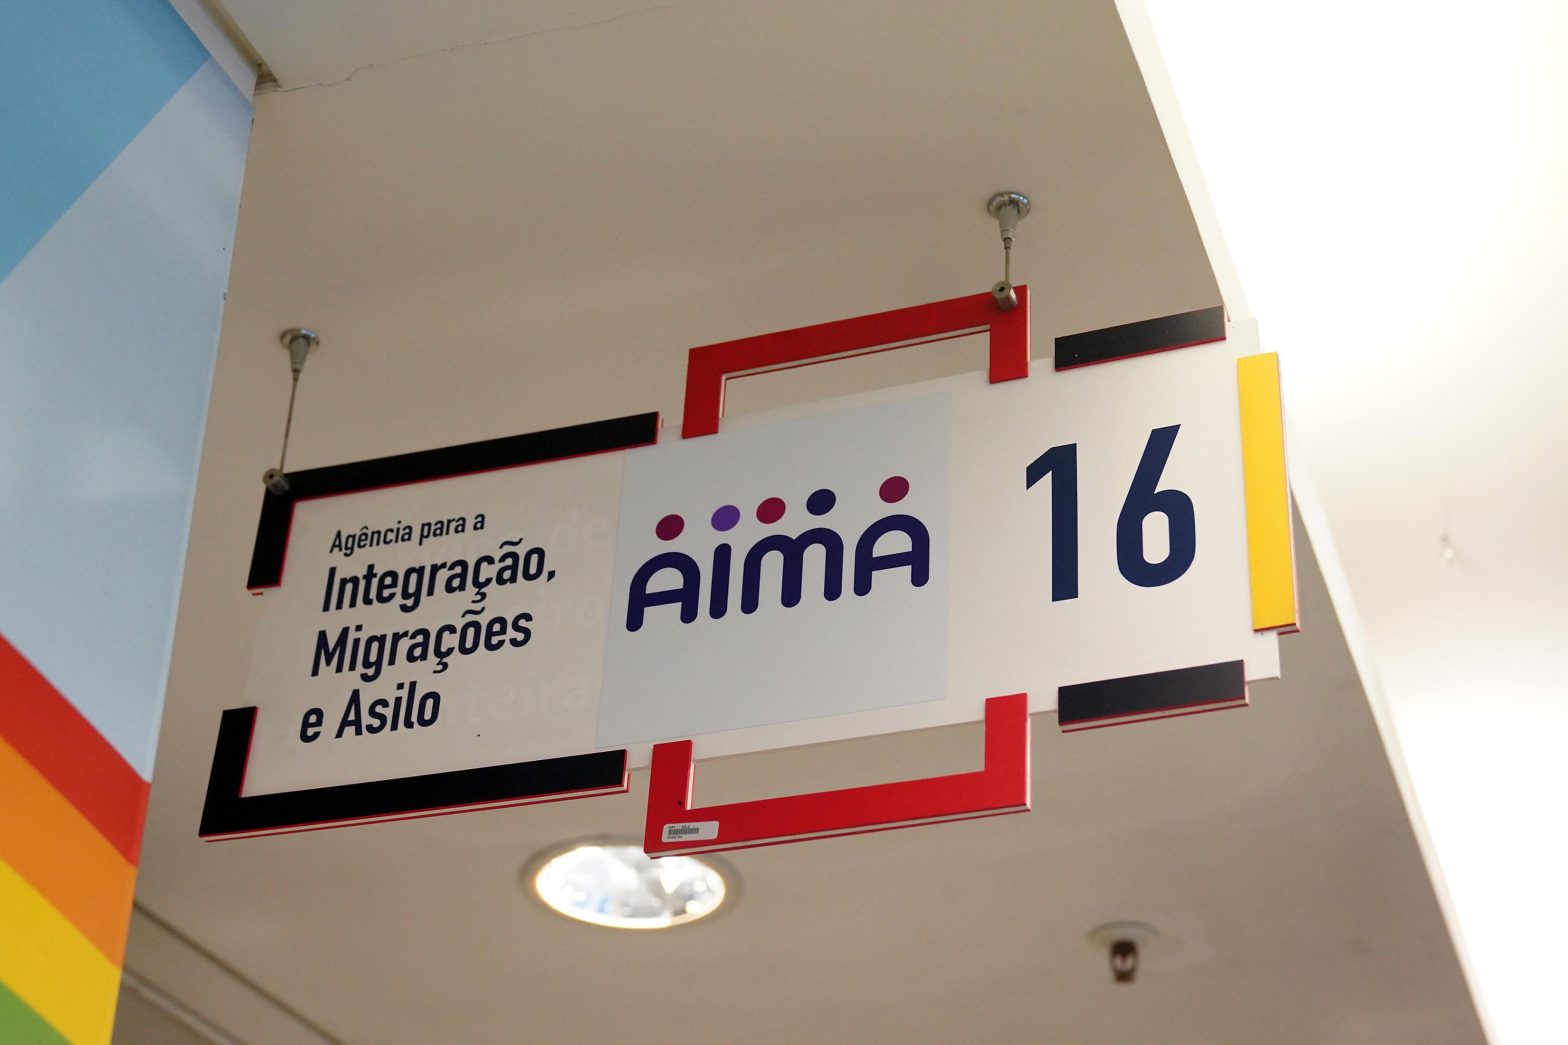 Agência para a
Integração,
Migrações
e Asilo
AIMA
16